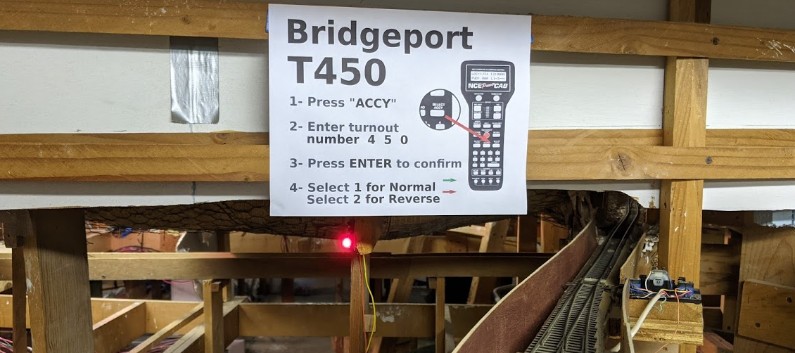 Bridgeport
T450
1- Press "ACCY"
2- Enter turnout
number 4 5 0
3- Press ENTER to confirm
4- Select 1 for Normal
Select 2 for Reverse
NCE PowerCAB